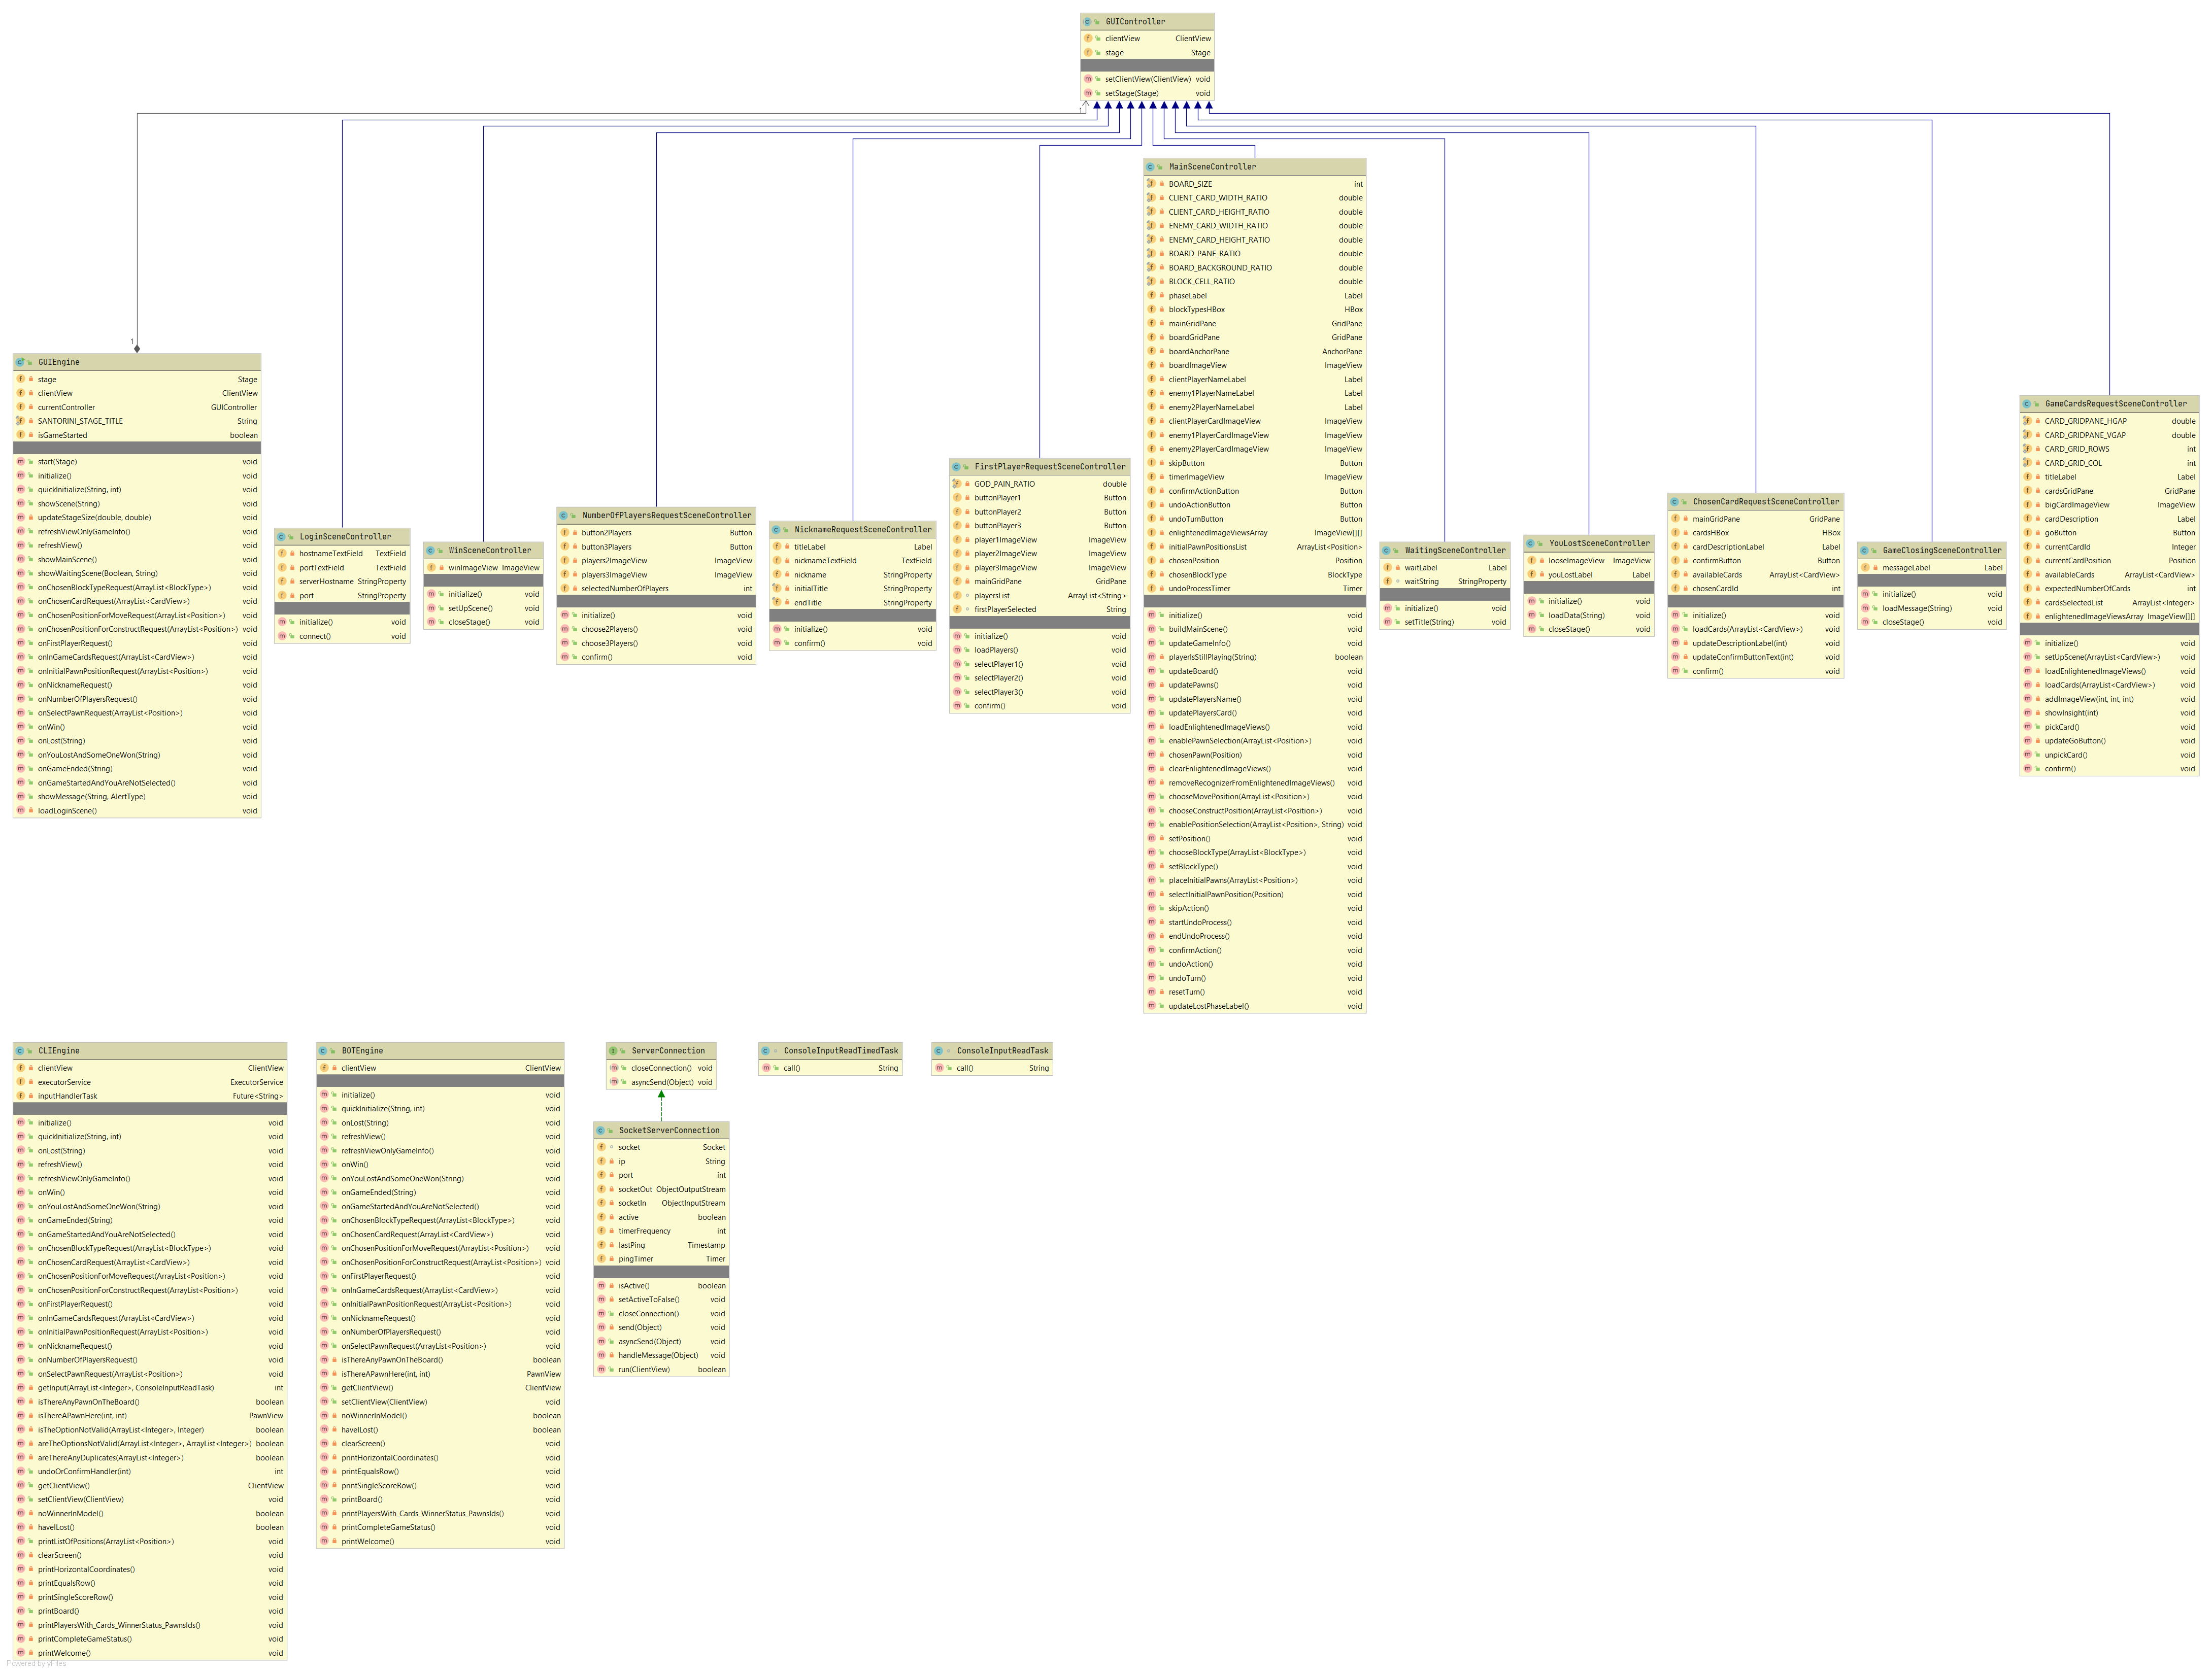 GUIController
clientView ClientView
stage Stage
setClientView(ClientView) void
setStage(Stage) void
1
1
GUIEngine
stage Stage
clientView ClientView
currentController GUIController
SANTORINI_STAGE_TITLE String
isGameStarted boolean
start(Stage) void
initialize() void
quickInitialize(String, int) void
showScene(String) void
updateStageSize(double, double) void
refreshViewOnlyGameInfo() void
refreshView() void
showMainScene() void
showWaitingScene(Boolean, String) void
onChosenBlockTypeRequest(ArrayList<BlockType>) void
onChosenCardRequest(ArrayList<CardView>) void
onChosenPositionForMoveRequest(ArrayList<Position>) void
onChosenPositionForConstructRequest(ArrayList<Position>) void
onFirstPlayerRequest() void
onInGameCardsRequest(ArrayList<CardView>) void
onInitialPawnPositionRequest(ArrayList<Position>) void
onNicknameRequest() void
onNumberOfPlayersRequest() void
onSelectPawnRequest(ArrayList<Position>) void
onWin() void
onLost(String) void
onYouLostAndSomeOneWon(String) void
onGameEnded(String) void
onGameStartedAndYouAreNotSelected() void
showMessage(String, AlertType) void
loadLoginScene() void
LoginSceneController
hostnameTextField TextField
portTextField TextField
serverHostname StringProperty
port StringProperty
initialize() void
connect() void
WinSceneController
winImageView ImageView
initialize() void
setUpScene() void
closeStage() void
NumberOfPlayersRequestSceneController
button2Players Button
button3Players Button
players2ImageView ImageView
players3ImageView ImageView
selectedNumberOfPlayers int
initialize() void
choose2Players() void
choose3Players() void
confirm() void
NicknameRequestSceneController
titleLabel Label
nicknameTextField TextField
nickname StringProperty
initialTitle StringProperty
endTitle StringProperty
initialize() void
confirm() void
FirstPlayerRequestSceneController
GOD_PAIN_RATIO double
buttonPlayer1 Button
buttonPlayer2 Button
buttonPlayer3 Button
player1ImageView ImageView
player2ImageView ImageView
player3ImageView ImageView
mainGridPane GridPane
playersList ArrayList<String>
firstPlayerSelected String
initialize() void
loadPlayers() void
selectPlayer1() void
selectPlayer2() void
selectPlayer3() void
confirm() void
MainSceneController
BOARD_SIZE int
CLIENT_CARD_WIDTH_RATIO double
CLIENT_CARD_HEIGHT_RATIO double
ENEMY_CARD_WIDTH_RATIO double
ENEMY_CARD_HEIGHT_RATIO double
BOARD_PANE_RATIO double
BOARD_BACKGROUND_RATIO double
BLOCK_CELL_RATIO double
phaseLabel Label
blockTypesHBox HBox
mainGridPane GridPane
boardGridPane GridPane
boardAnchorPane AnchorPane
boardImageView ImageView
clientPlayerNameLabel Label
enemy1PlayerNameLabel Label
enemy2PlayerNameLabel Label
clientPlayerCardImageView ImageView
enemy1PlayerCardImageView ImageView
enemy2PlayerCardImageView ImageView
skipButton Button
timerImageView ImageView
confirmActionButton Button
undoActionButton Button
undoTurnButton Button
enlightenedImageViewsArray ImageView[][]
initialPawnPositionsList ArrayList<Position>
chosenPosition Position
chosenBlockType BlockType
undoProcessTimer Timer
initialize() void
buildMainScene() void
updateGameInfo() void
playerIsStillPlaying(String) boolean
updateBoard() void
updatePawns() void
updatePlayersName() void
updatePlayersCard() void
loadEnlightenedImageViews() void
enablePawnSelection(ArrayList<Position>) void
chosenPawn(Position) void
clearEnlightenedImageViews() void
removeRecognizerFromEnlightenedImageViews() void
chooseMovePosition(ArrayList<Position>) void
chooseConstructPosition(ArrayList<Position>) void
enablePositionSelection(ArrayList<Position>, String) void
setPosition() void
chooseBlockType(ArrayList<BlockType>) void
setBlockType() void
placeInitialPawns(ArrayList<Position>) void
selectInitialPawnPosition(Position) void
skipAction() void
startUndoProcess() void
endUndoProcess() void
confirmAction() void
undoAction() void
undoTurn() void
resetTurn() void
updateLostPhaseLabel() void
WaitingSceneController
waitLabel Label
waitString StringProperty
initialize() void
setTitle(String) void
YouLostSceneController
looseImageView ImageView
youLostLabel Label
initialize() void
loadData(String) void
closeStage() void
ChosenCardRequestSceneController
mainGridPane GridPane
cardsHBox HBox
cardDescriptionLabel Label
confirmButton Button
availableCards ArrayList<CardView>
chosenCardId int
initialize() void
loadCards(ArrayList<CardView>) void
updateDescriptionLabel(int) void
updateConfirmButtonText(int) void
confirm() void
GameClosingSceneController
messageLabel Label
initialize() void
loadMessage(String) void
closeStage() void
GameCardsRequestSceneController
CARD_GRIDPANE_HGAP double
CARD_GRIDPANE_VGAP double
CARD_GRID_ROWS int
CARD_GRID_COL int
titleLabel Label
cardsGridPane GridPane
bigCardImageView ImageView
cardDescription Label
goButton Button
currentCardId Integer
currentCardPosition Position
availableCards ArrayList<CardView>
expectedNumberOfCards int
cardsSelectedList ArrayList<Integer>
enlightenedImageViewsArray ImageView[][]
initialize() void
setUpScene(ArrayList<CardView>) void
loadEnlightenedImageViews() void
loadCards(ArrayList<CardView>) void
addImageView(int, int, int) void
showInsight(int) void
pickCard() void
updateGoButton() void
unpickCard() void
confirm() void
CLIEngine
clientView ClientView
executorService ExecutorService
inputHandlerTask Future<String>
initialize() void
quickInitialize(String, int) void
onLost(String) void
refreshView() void
refreshViewOnlyGameInfo() void
onWin() void
onYouLostAndSomeOneWon(String) void
onGameEnded(String) void
onGameStartedAndYouAreNotSelected() void
onChosenBlockTypeRequest(ArrayList<BlockType>) void
onChosenCardRequest(ArrayList<CardView>) void
onChosenPositionForMoveRequest(ArrayList<Position>) void
onChosenPositionForConstructRequest(ArrayList<Position>) void
onFirstPlayerRequest() void
onInGameCardsRequest(ArrayList<CardView>) void
onInitialPawnPositionRequest(ArrayList<Position>) void
onNicknameRequest() void
onNumberOfPlayersRequest() void
onSelectPawnRequest(ArrayList<Position>) void
getInput(ArrayList<Integer>, ConsoleInputReadTask) int
isThereAnyPawnOnTheBoard() boolean
isThereAPawnHere(int, int) PawnView
isTheOptionNotValid(ArrayList<Integer>, Integer) boolean
areTheOptionsNotValid(ArrayList<Integer>, ArrayList<Integer>) boolean
areThereAnyDuplicates(ArrayList<Integer>) boolean
undoOrConfirmHandler(int) int
getClientView() ClientView
setClientView(ClientView) void
noWinnerInModel() boolean
haveILost() boolean
printListOfPositions(ArrayList<Position>) void
clearScreen() void
printHorizontalCoordinates() void
printEqualsRow() void
printSingleScoreRow() void
printBoard() void
printPlayersWith_Cards_WinnerStatus_PawnsIds() void
printCompleteGameStatus() void
printWelcome() void
BOTEngine
clientView ClientView
initialize() void
quickInitialize(String, int) void
onLost(String) void
refreshView() void
refreshViewOnlyGameInfo() void
onWin() void
onYouLostAndSomeOneWon(String) void
onGameEnded(String) void
onGameStartedAndYouAreNotSelected() void
onChosenBlockTypeRequest(ArrayList<BlockType>) void
onChosenCardRequest(ArrayList<CardView>) void
onChosenPositionForMoveRequest(ArrayList<Position>) void
onChosenPositionForConstructRequest(ArrayList<Position>) void
onFirstPlayerRequest() void
onInGameCardsRequest(ArrayList<CardView>) void
onInitialPawnPositionRequest(ArrayList<Position>) void
onNicknameRequest() void
onNumberOfPlayersRequest() void
onSelectPawnRequest(ArrayList<Position>) void
isThereAnyPawnOnTheBoard() boolean
isThereAPawnHere(int, int) PawnView
getClientView() ClientView
setClientView(ClientView) void
noWinnerInModel() boolean
haveILost() boolean
clearScreen() void
printHorizontalCoordinates() void
printEqualsRow() void
printSingleScoreRow() void
printBoard() void
printPlayersWith_Cards_WinnerStatus_PawnsIds() void
printCompleteGameStatus() void
printWelcome() void
ServerConnection
closeConnection() void
asyncSend(Object) void
SocketServerConnection
socket Socket
ip String
port int
socketOut ObjectOutputStream
socketIn ObjectInputStream
active boolean
timerFrequency int
lastPing Timestamp
pingTimer Timer
isActive() boolean
setActiveToFalse() void
closeConnection() void
send(Object) void
asyncSend(Object) void
handleMessage(Object) void
run(ClientView) boolean
ConsoleInputReadTimedTask
call() String
ConsoleInputReadTask
call() String
Powered by yFiles